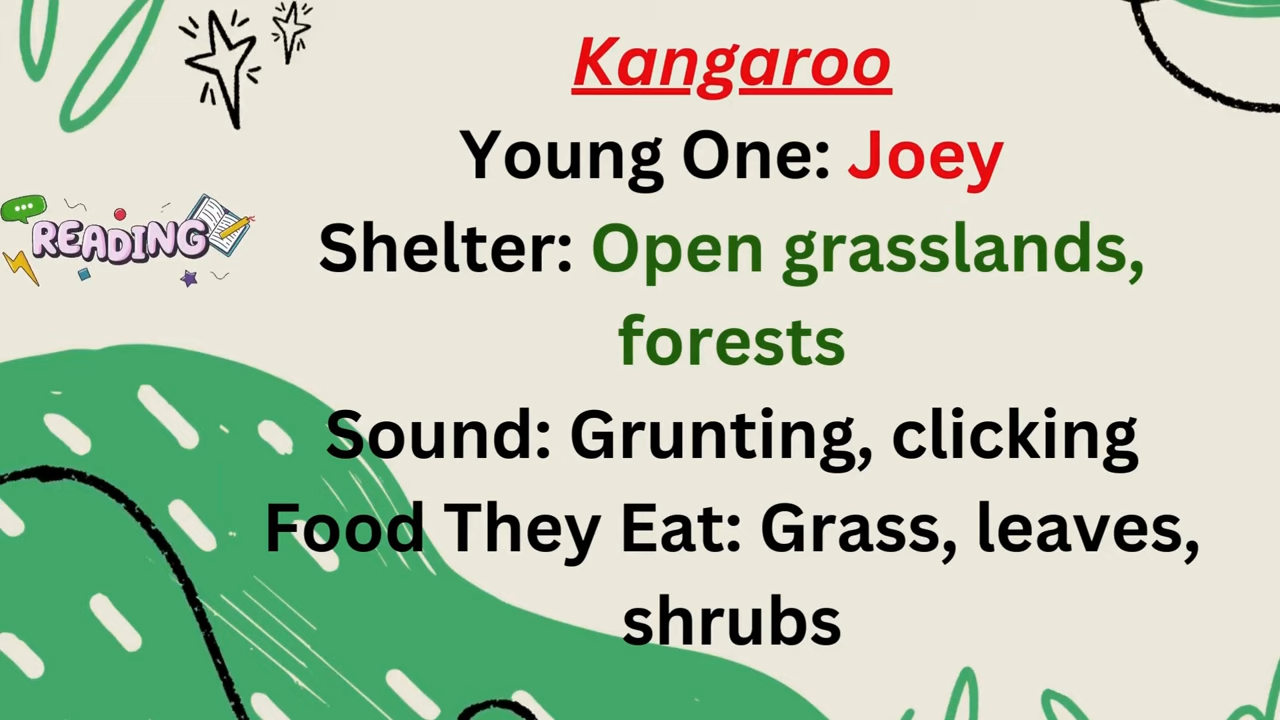 Kangaroo
Young One: Joey
READING
Shelter: Open grasslands,
forests
Sound: Grunting, clicking
Food They Eat: Grass, leaves,
shrubs